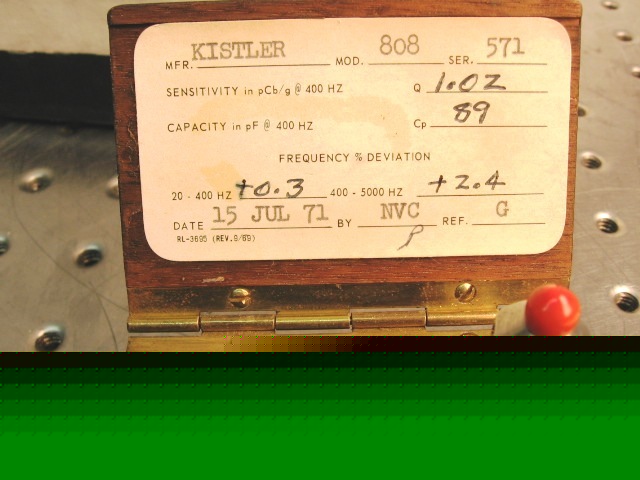 MFR. KISTLER MOD. 808 SER. 571
SENSITIVITY in pCb/g @ 400 HZ Q 1.02
CAPACITY in pF @ 400 HZ Cp 89
FREQUENCY % DEVIATION
20 - 400 HZ +0.3 400 - 5000 HZ +2.4
DATE 15 JUL 71 BY NVC REF. G
RL-3695 (REV.9/69)